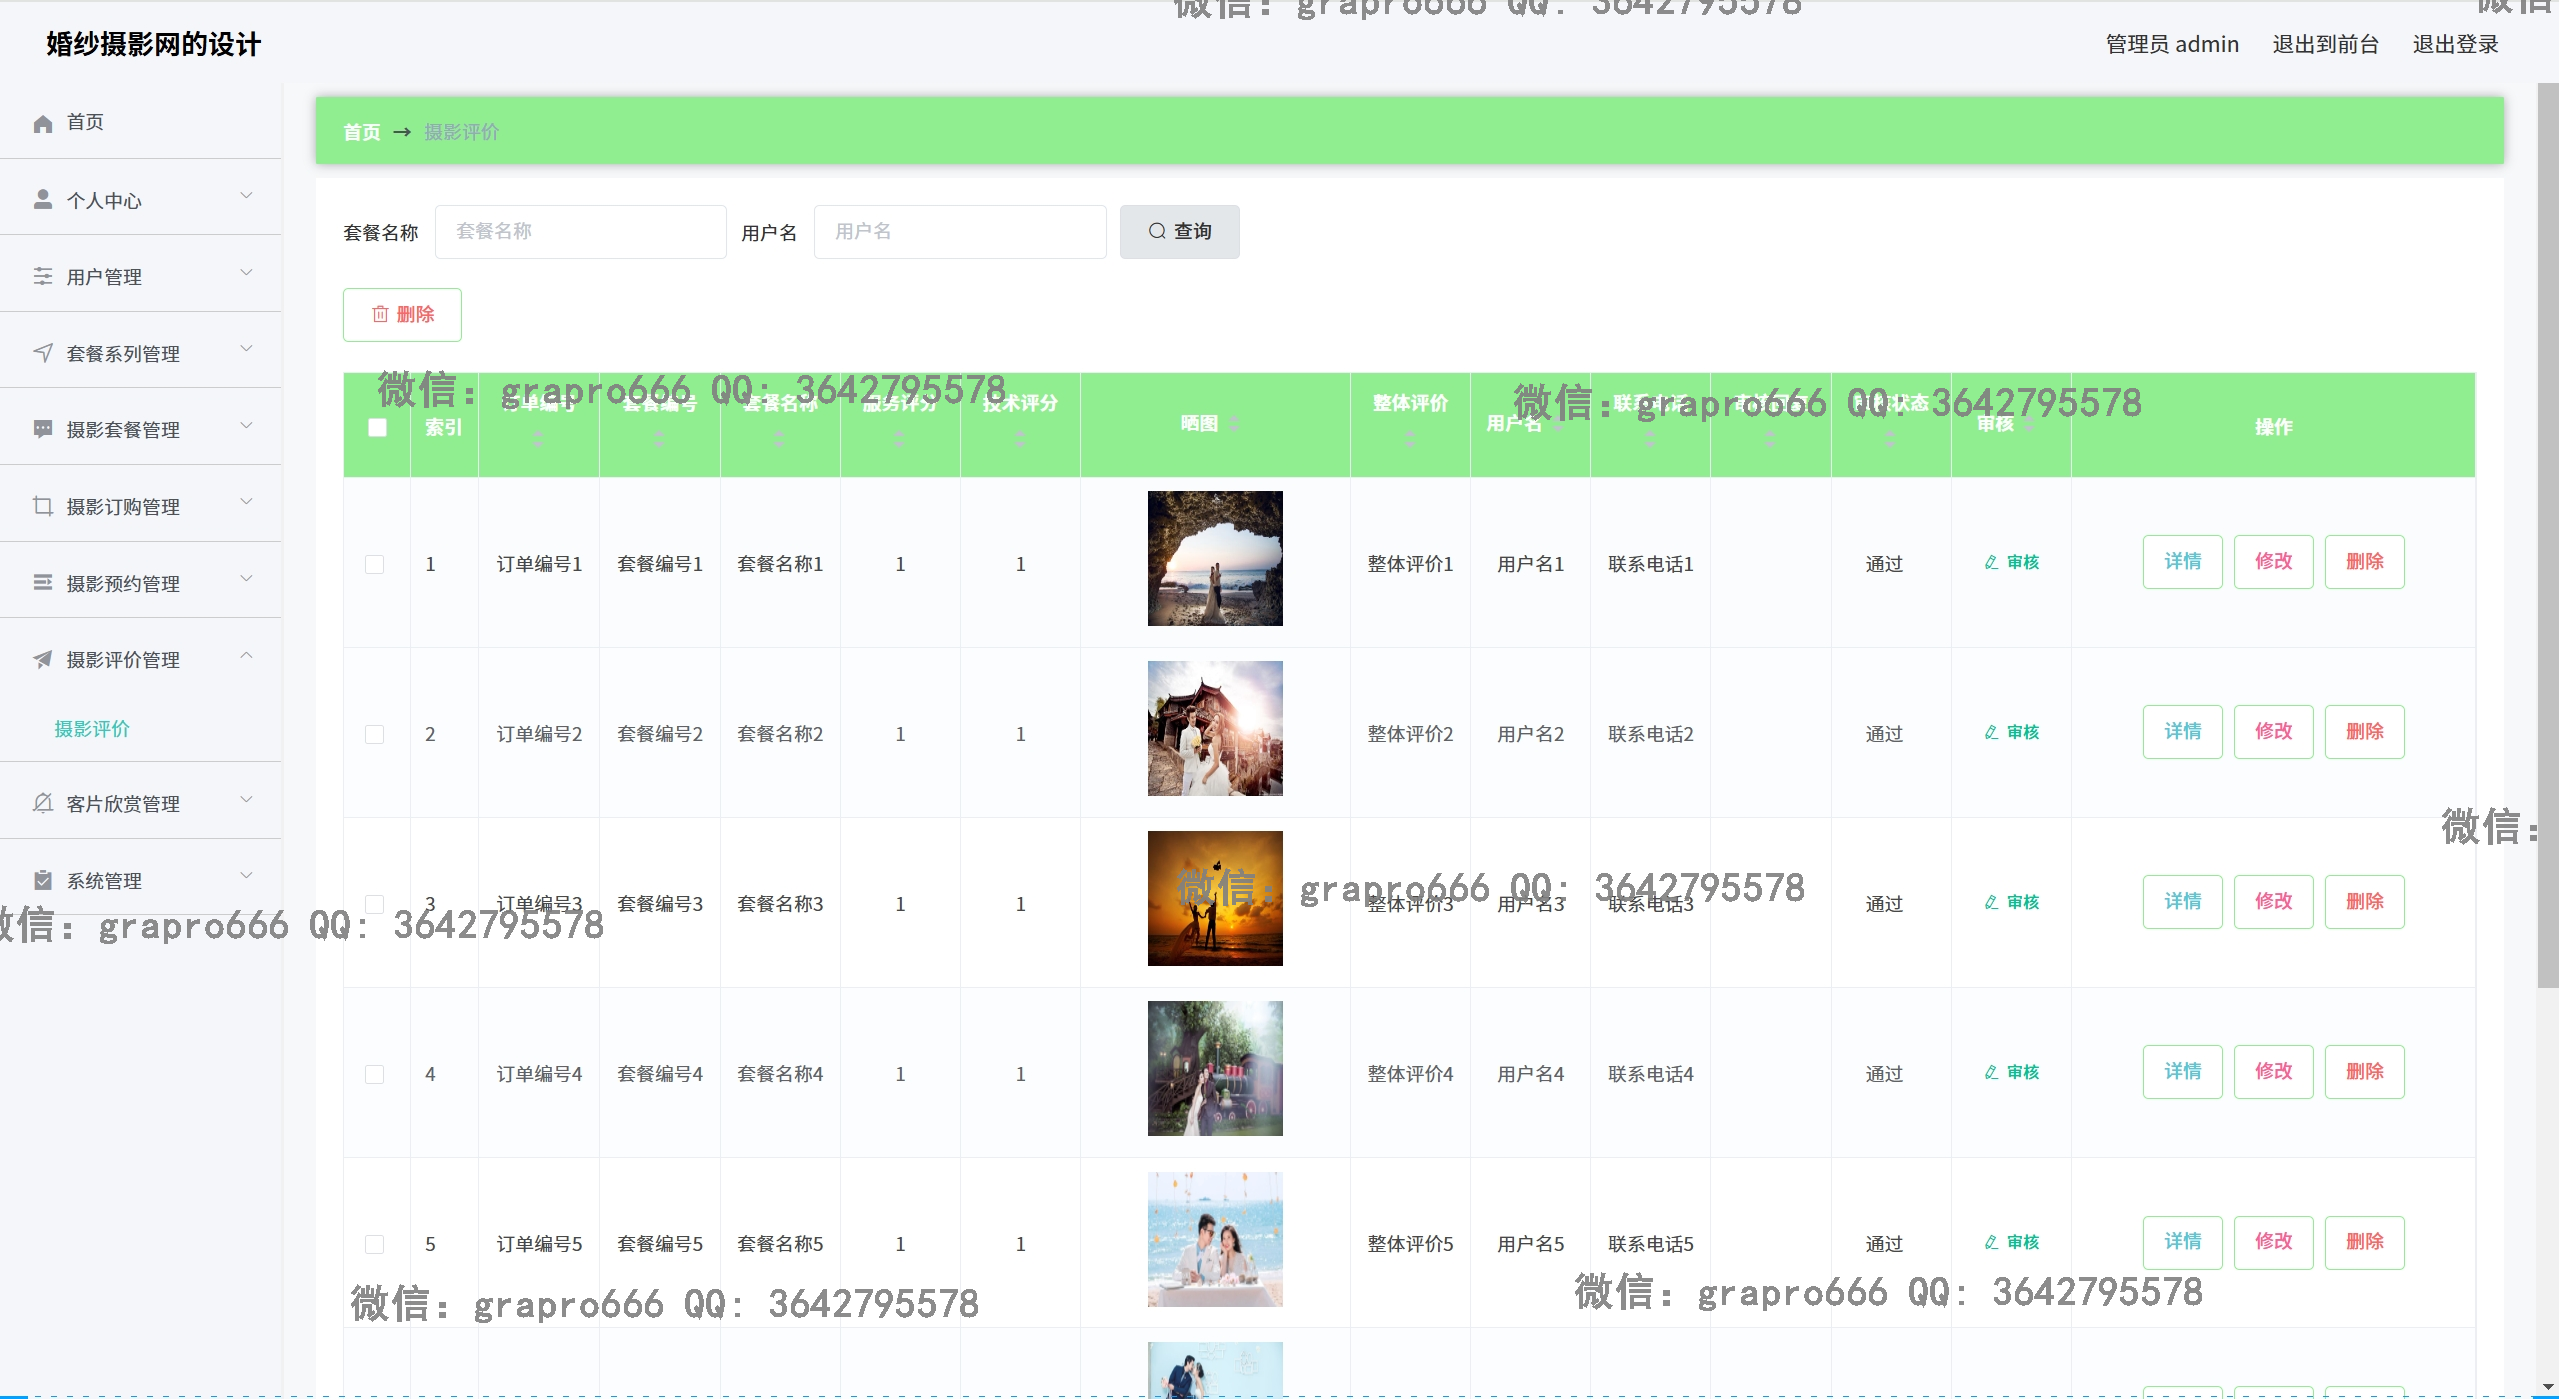 微信: grapro666 QQ: 3642795578
微信
婚纱摄影网的设计
管理员 admin 退出到前台 退出登录
首页
个人中心
用户管理
套餐系列管理
摄影套餐管理
摄影订购管理
摄影预约管理
摄影评价管理
摄影评价
客片欣赏管理
系统管理
首页 → 摄影评价
套餐名称 套餐名称 用户名 用户名 查询
删除
微信: grapro666 QQ: 3642795578
微信: grapro666 QQ: 3642795578
索引 订单编号 套餐编号 套餐名称 服务评分 技术评分 晒图 整体评价 用户名 联系电话 审核 操作
1 订单编号1 套餐编号1 套餐名称1 1 1 整体评价1 用户名1 联系电话1 通过 审核 详情 修改 删除
2 订单编号2 套餐编号2 套餐名称2 1 1 整体评价2 用户名2 联系电话2 通过 审核 详情 修改 删除
微信:
3 订单编号3 套餐编号3 套餐名称3 1 1 整体评价3 用户名3 联系电话3 通过 审核 详情 修改 删除
微信: grapro666 QQ: 3642795578
微信: grapro666 QQ: 3642795578
4 订单编号4 套餐编号4 套餐名称4 1 1 整体评价4 用户名4 联系电话4 通过 审核 详情 修改 删除
5 订单编号5 套餐编号5 套餐名称5 1 1 整体评价5 用户名5 联系电话5 通过 审核 详情 修改 删除
微信: grapro666 QQ: 3642795578
微信: grapro666 QQ: 3642795578